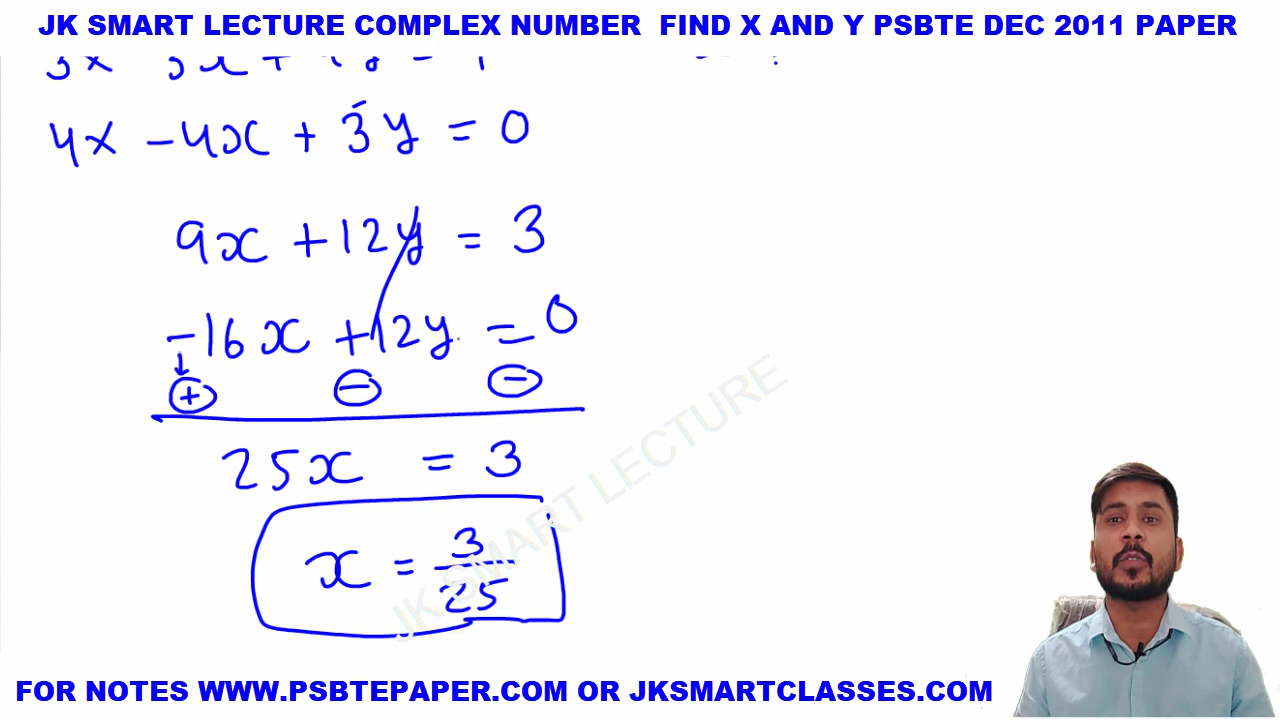 JK SMART LECTURE COMPLEX NUMBER FIND X AND Y PSBTE DEC 2011 PAPER
4x -4x + 3y = 0
9x + 12y = 3
-16x + 12y = 0
+ - -
25x = 3
x = 3/25
JK SMART LECTURE
FOR NOTES WWW.PSBTEPAPER.COM OR JKSMARTCLASSES.COM